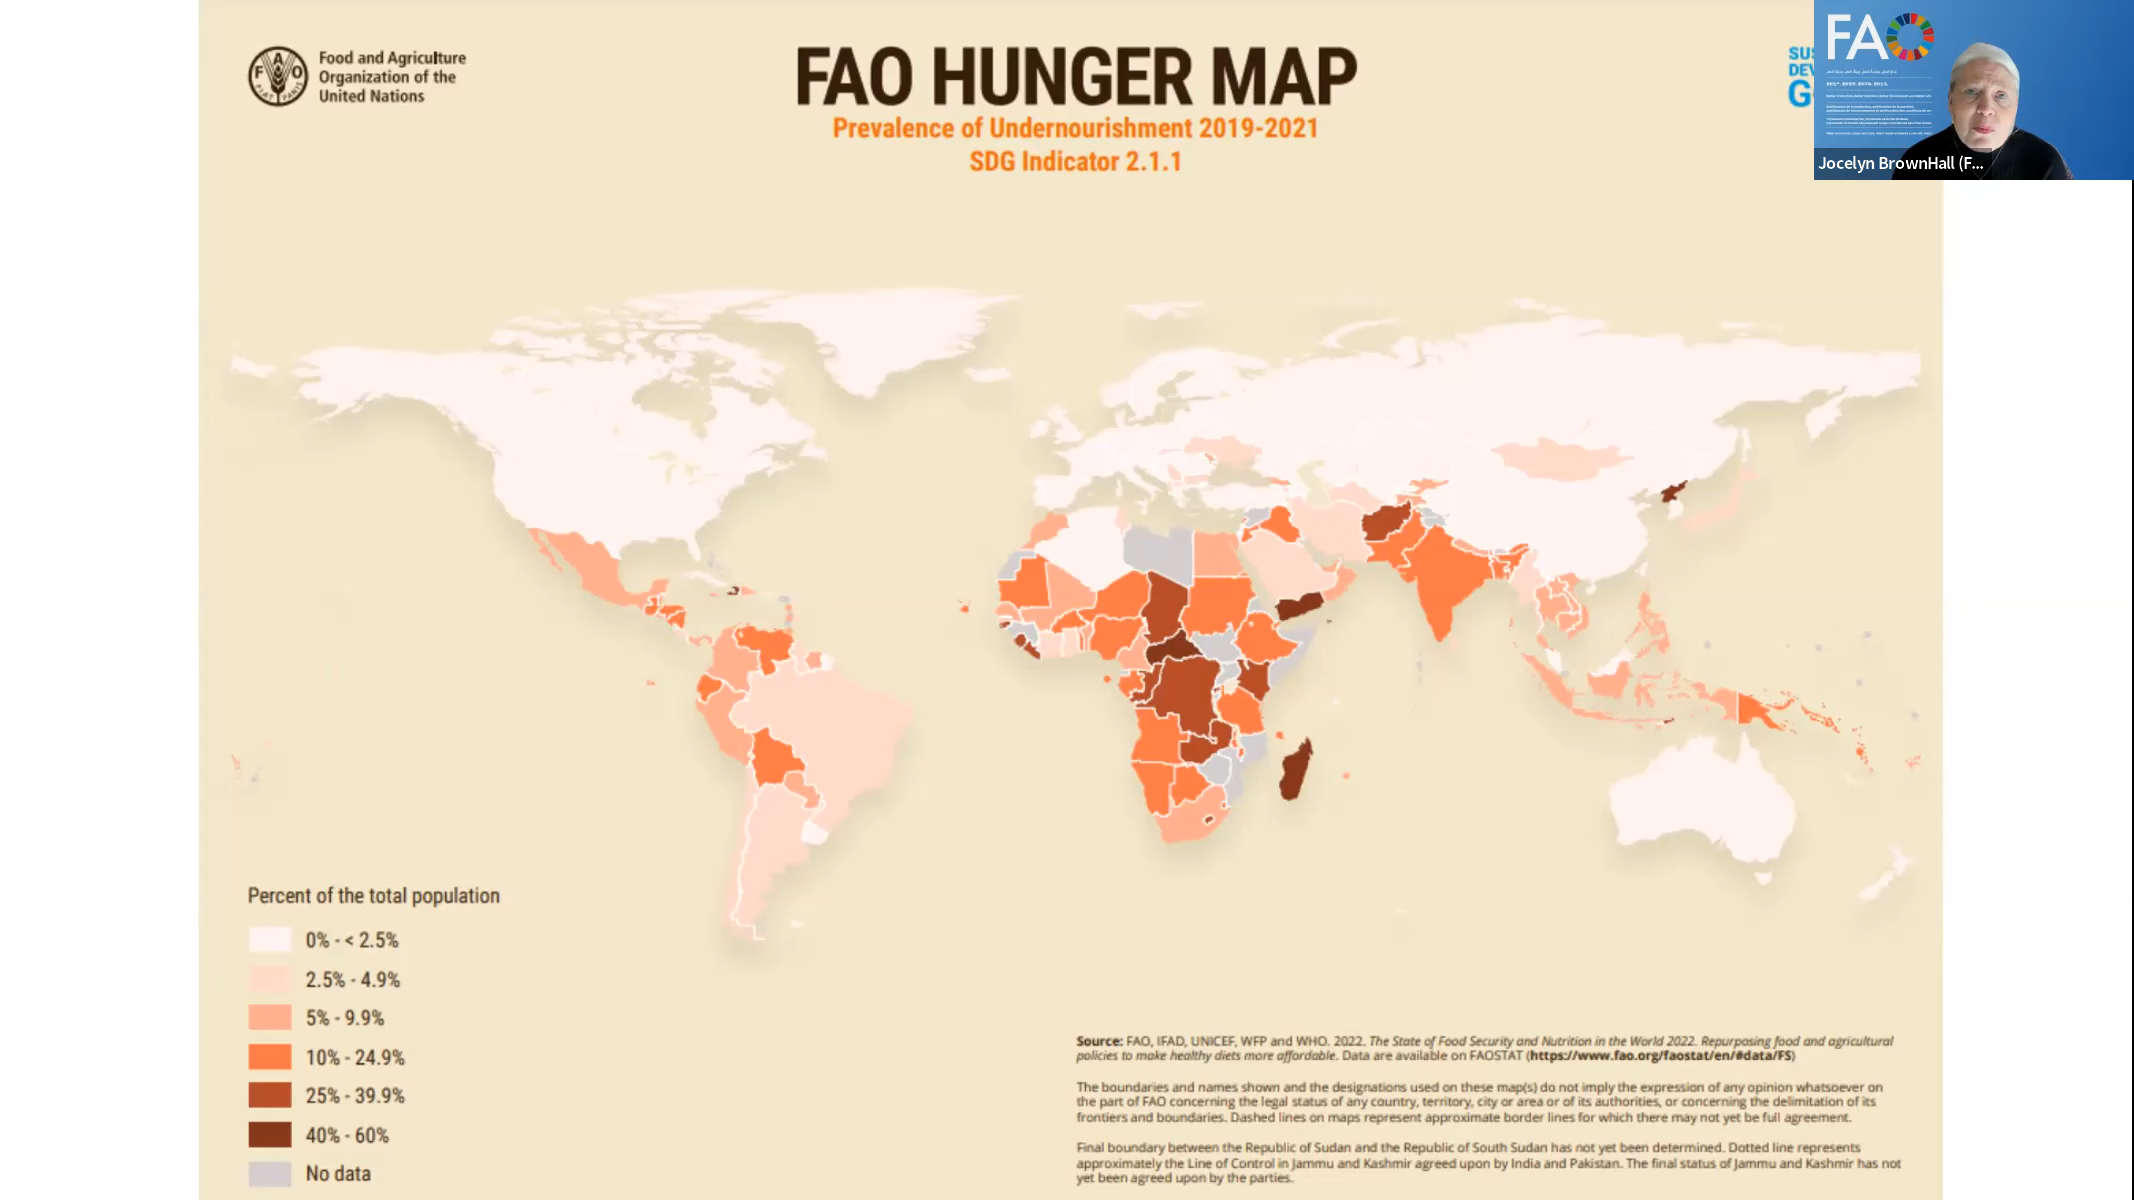 Food and Agriculture
Organization of the
United Nations
FAO HUNGER MAP
Prevalence of Undernourishment 2019-2021
SDG Indicator 2.1.1
SUS
DEV
G
FAO
Jocelyn BrownHall (F...
Percent of the total population
0% - < 2.5%
2.5% - 4.9%
5% - 9.9%
10% - 24.9%
25% - 39.9%
40% - 60%
No data
Source: FAO, IFAD, UNICEF, WFP and WHO. 2022. The State of Food Security and Nutrition in the World 2022. Repurposing food and agricultural
policies to make healthy diets more affordable. Data are available on FAOSTAT (https://www.fao.org/faostat/en/#data/FS)
The boundaries and names shown and the designations used on these map(s) do not imply the expression of any opinion whatsoever on
the part of FAO concerning the legal status of any country, territory, city or area or of its authorities, or concerning the delimitation of its
frontiers and boundaries. Dashed lines on maps represent approximate border lines for which there may not yet be full agreement.
Final boundary between the Republic of Sudan and the Republic of South Sudan has not yet been determined. Dotted line represents
approximately the Line of Control in Jammu and Kashmir agreed upon by India and Pakistan. The final status of Jammu and Kashmir has not
yet been agreed upon by the parties.